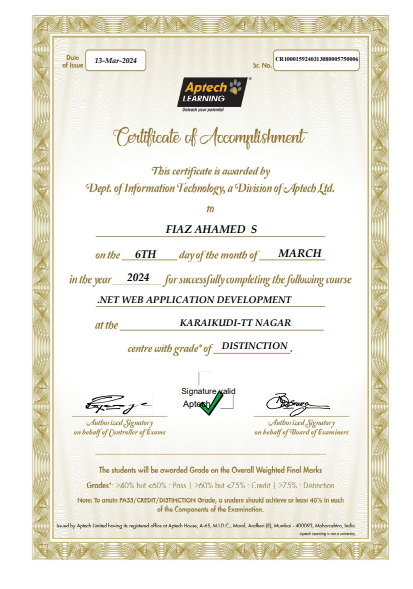 Date
of Issue
13-Mar-2024
Sr. No.
Aptech
LEARNING
Unleash your potential
Certificate of Accomplishment
This certificate is awarded by
Dept. of Information Technology, a Division of Aptech Ltd.
to
FIAZ AHAMED S
on the 6TH day of the month of MARCH
in the year 2024 for successfully completing the following course
.NET WEB APPLICATION DEVELOPMENT
at the KARAIKUDI-TT NAGAR
centre with grade* of DISTINCTION .
Signature valid
Aptech
Authorised Signatory
on behalf of Controller of Exams
Authorised Signatory
on behalf of Board of Examiners
The students will be awarded Grade on the Overall Weighted Final Marks
Grades*: >40% but <60% : Pass | >60% but <75% : Credit | >75% : Distinction
Note: To attain PASS/CREDIT/DISTINCTION Grade, a student should achieve at least 40% in each
of the Components of the Examination.
Issued by Aptech Limited having its registered office at Aptech House, A-65, M.I.D.C., Marol, Andheri (E), Mumbai - 400093, Maharashtra, India
Aptech Learning is not a university.